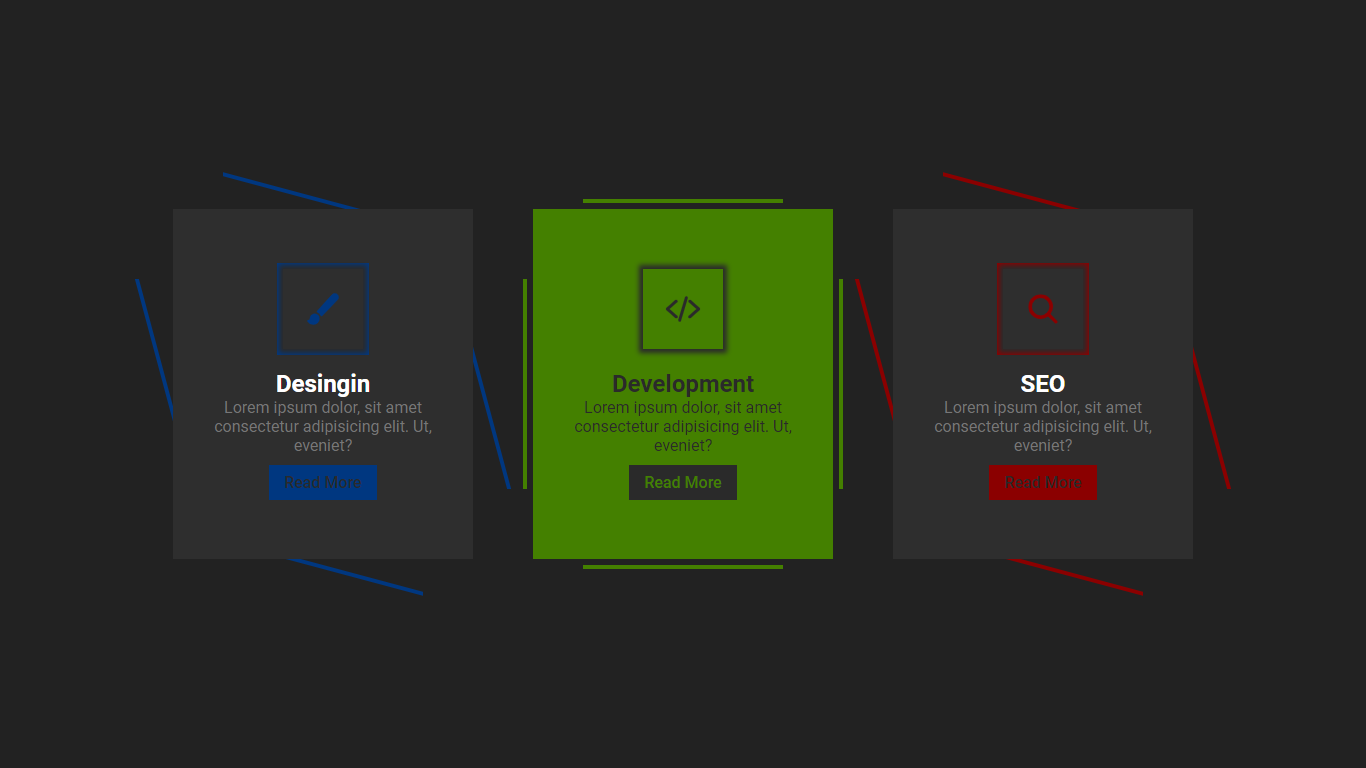 Desingin
Lorem ipsum dolor, sit amet
consectetur adipisicing elit. Ut,
eveniet?
Read More
Development
Lorem ipsum dolor, sit amet
consectetur adipisicing elit. Ut,
eveniet?
Read More
SEO
Lorem ipsum dolor, sit amet
consectetur adipisicing elit. Ut,
eveniet?
Read More